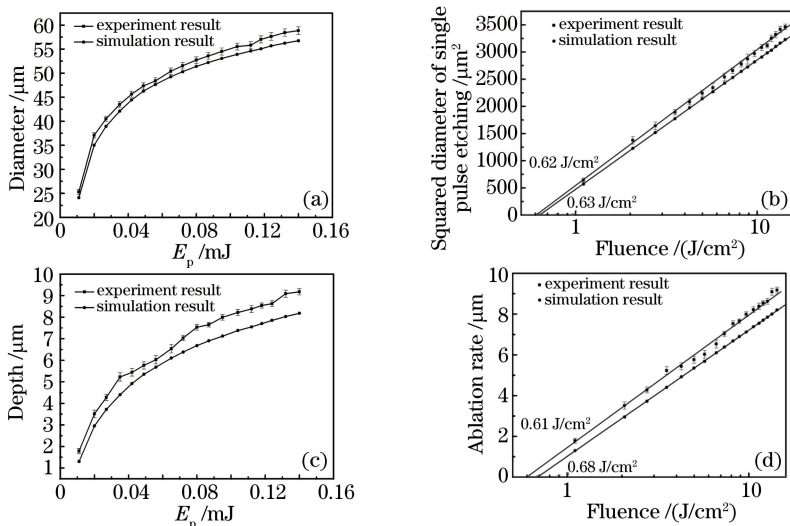 60
55
50
45
40
35
30
25
20
Diameter /μm
experiment result
simulation result
(a)
0 0.04 0.08 0.12 0.16
Ep /mJ
3500
3000
2500
2000
1500
1000
500
0
Squared diameter of single
pulse etching/μm²
experiment result
simulation result
0.62 J/cm²
0.63 J/cm²
(b)
1 10
Fluence /(J/cm²)
10
9
8
7
6
5
4
3
2
1
Depth /μm
experiment result
simulation result
(c)
0 0.04 0.08 0.12 0.16
Ep /mJ
10
8
6
4
2
0
Ablation rate /μm
experiment result
simulation result
0.61 J/cm²
0.68 J/cm²
(d)
1 10
Fluence /(J/cm²)